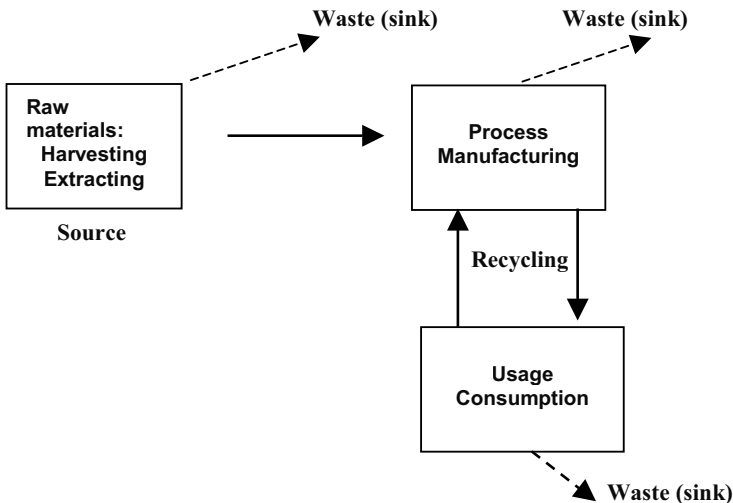 Waste (sink)
Waste (sink)
Raw
materials:
Harvesting
Extracting
Process
Manufacturing
Source
Recycling
Usage
Consumption
Waste (sink)